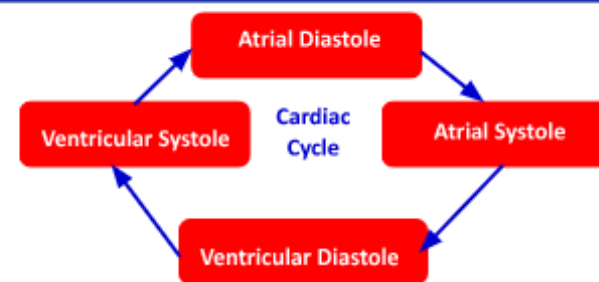 Atrial Diastole
Cardiac
Cycle
Ventricular Systole
Atrial Systole
Ventricular Diastole